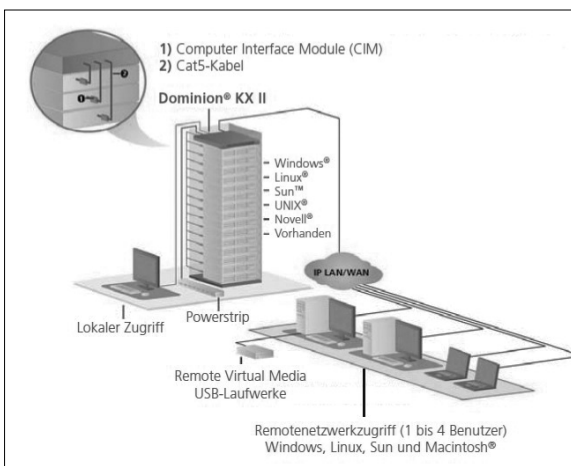 1) Computer Interface Module (CIM)
2) Cat5-Kabel
Dominion® KX II
2
1
Windows®
Linux®
Sun™
UNIX®
Novell®
Vorhanden
IP LAN/WAN
Lokaler Zugriff
Powerstrip
Remote Virtual Media
USB-Laufwerke
Remotenetzwerkzugriff (1 bis 4 Benutzer)
Windows, Linux, Sun und Macintosh®